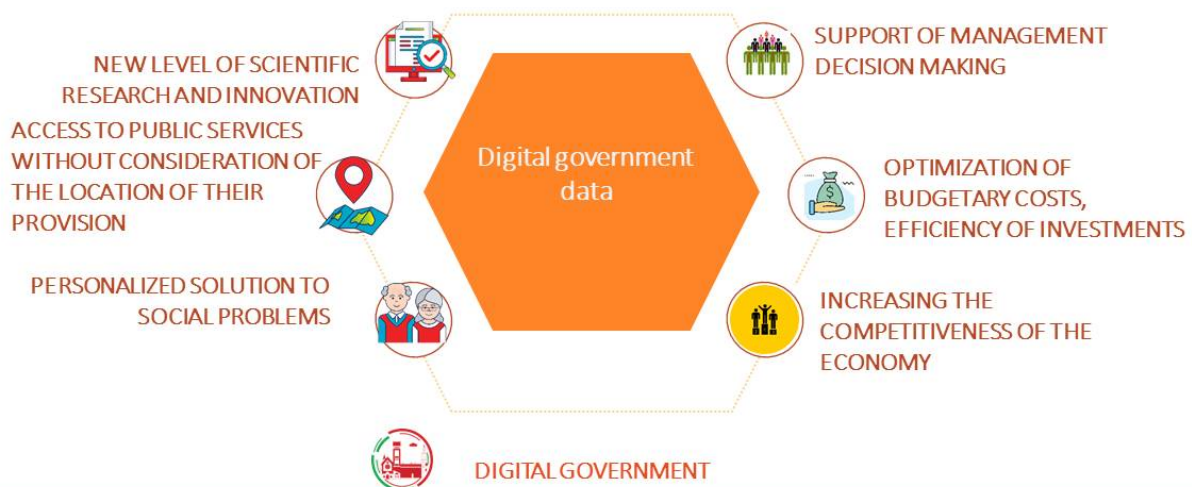 NEW LEVEL OF SCIENTIFIC
RESEARCH AND INNOVATION
ACCESS TO PUBLIC SERVICES
WITHOUT CONSIDERATION OF
THE LOCATION OF THEIR
PROVISION
PERSONALIZED SOLUTION TO
SOCIAL PROBLEMS
Digital government
data
SUPPORT OF MANAGEMENT
DECISION MAKING
OPTIMIZATION OF
BUDGETARY COSTS,
EFFICIENCY OF INVESTMENTS
INCREASING THE
COMPETITIVENESS OF THE
ECONOMY
DIGITAL GOVERNMENT